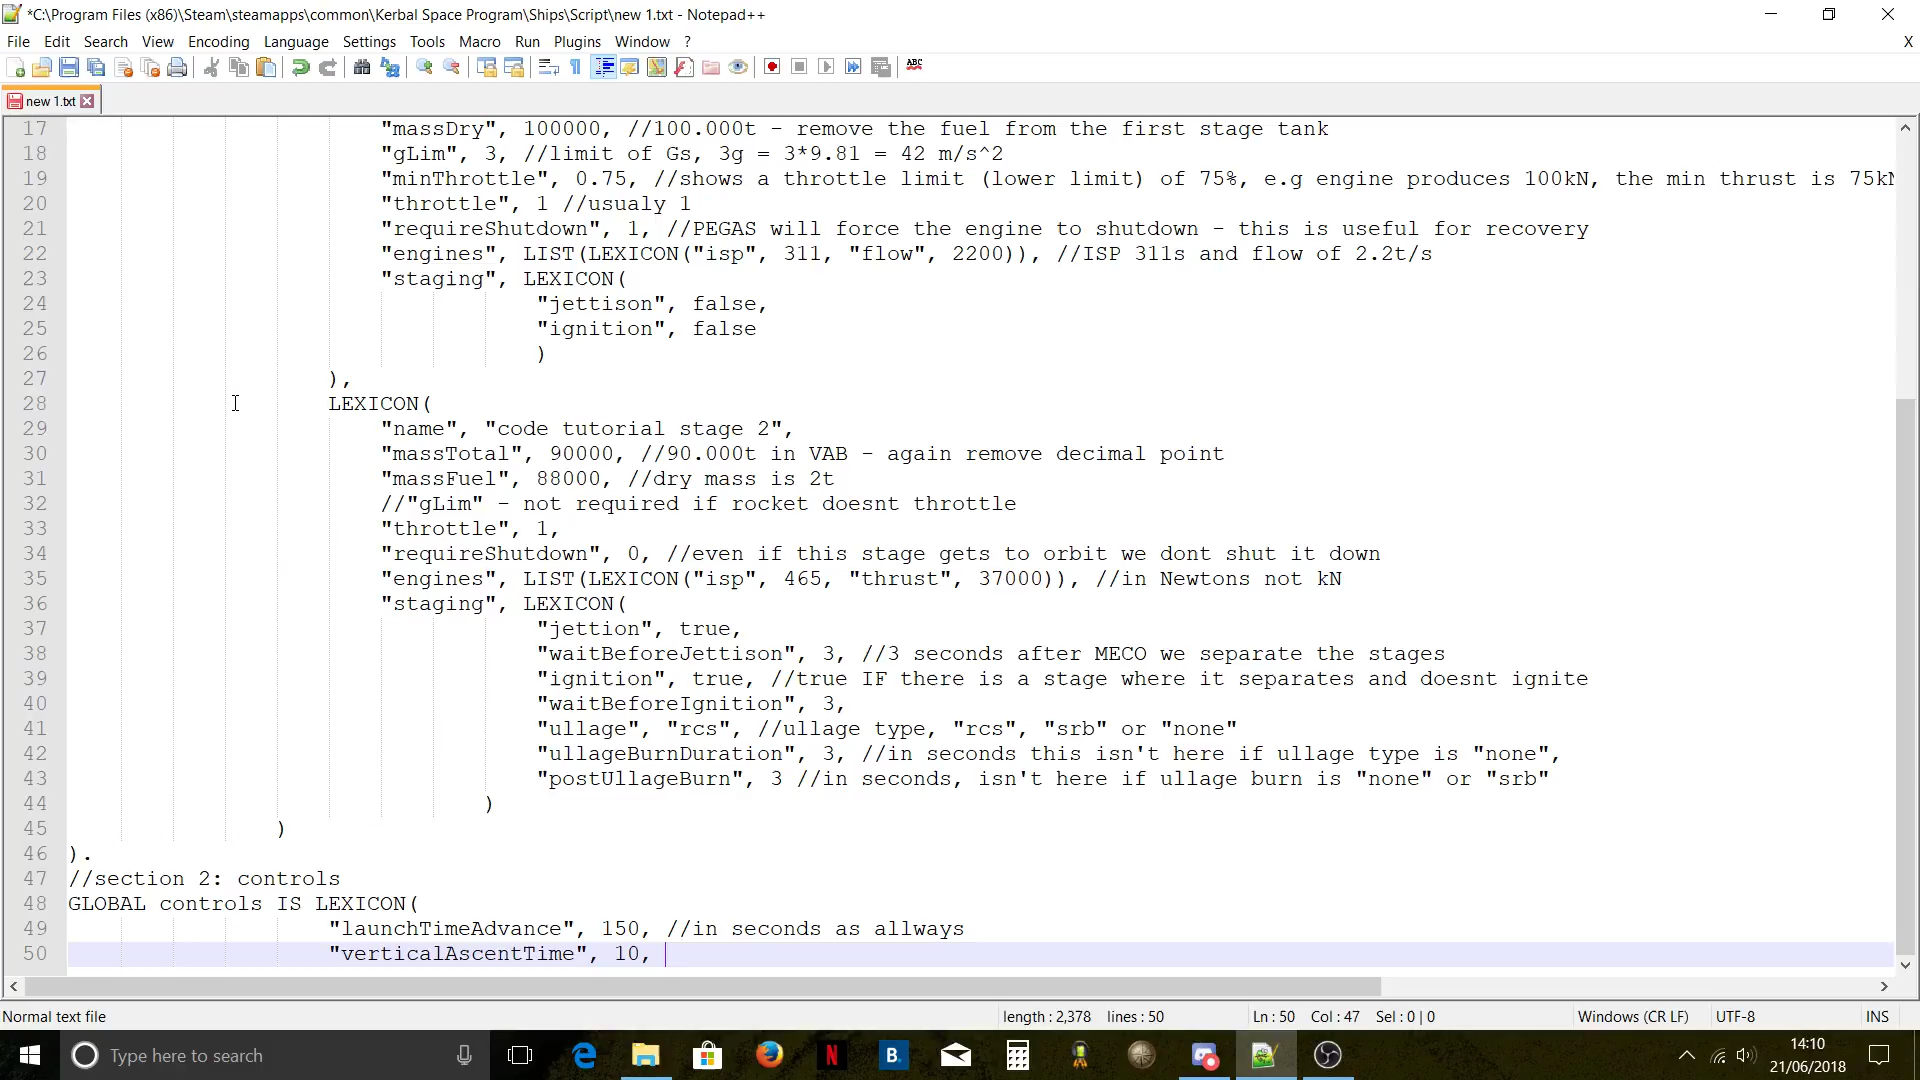 *C:\Program Files (x86)\Steam\steamapps\common\Kerbal Space Program\Ships\Script\new 1.txt - Notepad++
File Edit Search View Encoding Language Settings Tools Macro Run Plugins Window ? X
ABC
new 1.txt
17 "massDry", 100000, //100.000t - remove the fuel from the first stage tank
18 "gLim", 3, //limit of Gs, 3g = 3*9.81 = 42 m/s^2
19 "minThrottle", 0.75, //shows a throttle limit (lower limit) of 75%, e.g engine produces 100kN, the min thrust is 75kN
20 "throttle", 1 //usualy 1
21 "requireShutdown", 1, //PEGAS will force the engine to shutdown - this is useful for recovery
22 "engines", LIST(LEXICON("isp", 311, "flow", 2200)), //ISP 311s and flow of 2.2t/s
23 "staging", LEXICON(
24 "jettison", false,
25 "ignition", false
26 )
27 ),
28 LEXICON(
29 "name", "code tutorial stage 2",
30 "massTotal", 90000, //90.000t in VAB - again remove decimal point
31 "massFuel", 88000, //dry mass is 2t
32 //"gLim" - not required if rocket doesnt throttle
33 "throttle", 1,
34 "requireShutdown", 0, //even if this stage gets to orbit we dont shut it down
35 "engines", LIST(LEXICON("isp", 465, "thrust", 37000)), //in Newtons not kN
36 "staging", LEXICON(
37 "jettion", true,
38 "waitBeforeJettison", 3, //3 seconds after MECO we separate the stages
39 "ignition", true, //true IF there is a stage where it separates and doesnt ignite
40 "waitBeforeIgnition", 3,
41 "ullage", "rcs", //ullage type, "rcs", "srb" or "none"
42 "ullageBurnDuration", 3, //in seconds this isn't here if ullage type is "none",
43 "postUllageBurn", 3 //in seconds, isn't here if ullage burn is "none" or "srb"
44 )
45 )
46 ).
47 //section 2: controls
48 GLOBAL controls IS LEXICON(
49 "launchTimeAdvance", 150, //in seconds as allways
50 "verticalAscentTime", 10,
Normal text file length : 2,378 lines : 50 Ln : 50 Col : 47 Sel : 0 | 0 Windows (CR LF) UTF-8 INS
Type here to search
N B. 14:10
21/06/2018